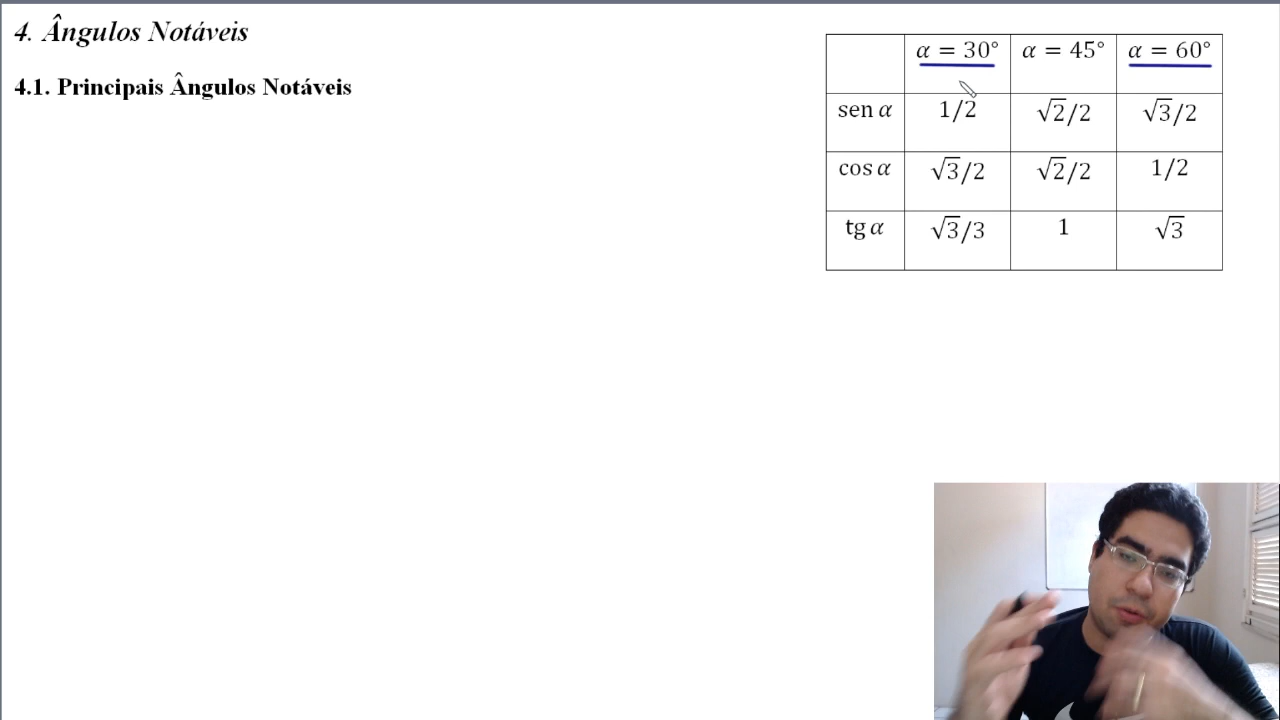 4. Ângulos Notáveis
4.1. Principais Ângulos Notáveis
α = 30° α = 45° α = 60°
sen α 1/2 √2/2 √3/2
cos α √3/2 √2/2 1/2
tg α √3/3 1 √3